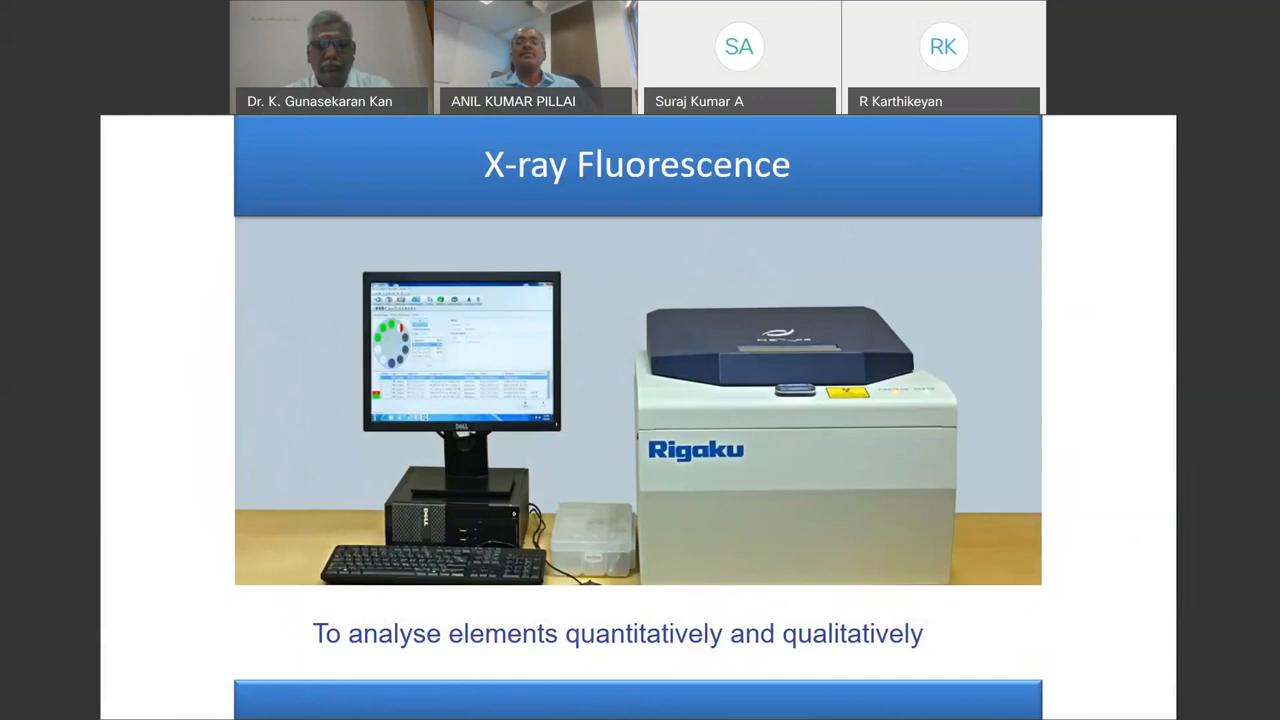 Dr. K. Gunasekaran Kan
ANIL KUMAR PILLAI
SA
Suraj Kumar A
RK
R Karthikeyan
X-ray Fluorescence
DELL
Rigaku
DELL
To analyse elements quantitatively and qualitatively